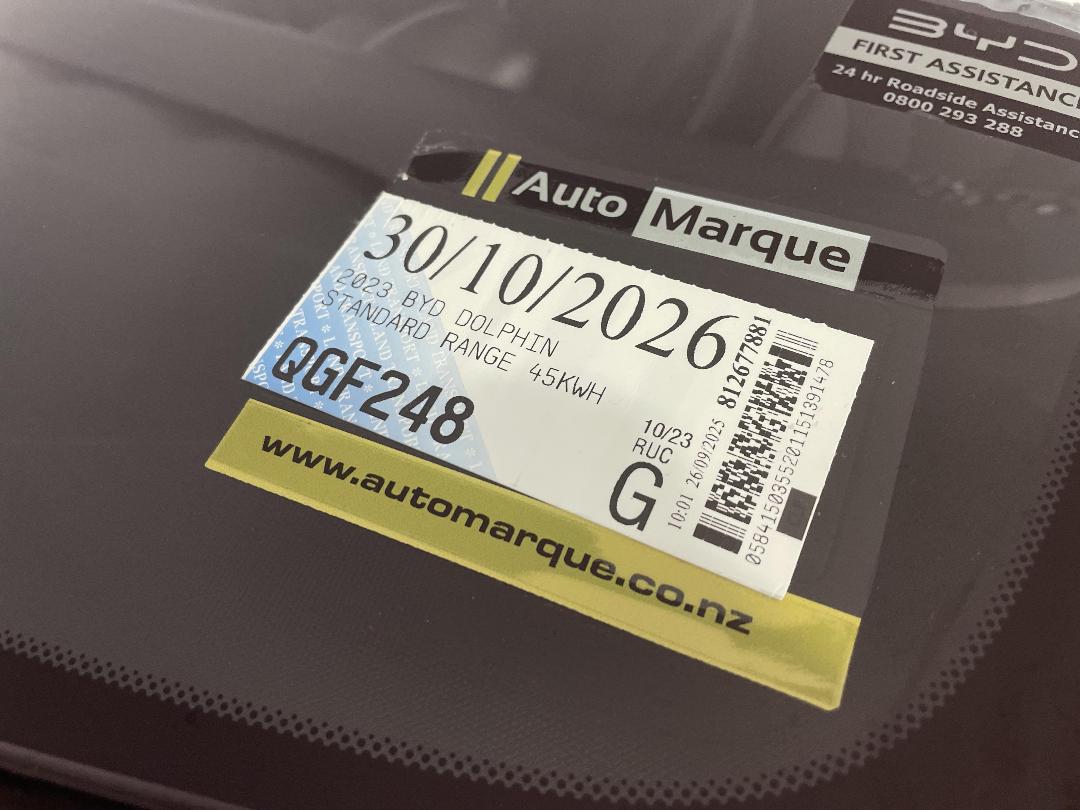 BYD
FIRST ASSISTANCE
24 hr Roadside Assistanc
0800 293 288
Auto Marque
30/10/2026
2023 BYD DOLPHIN
STANDARD RANGE 45KWH
QGF248
10/23
RUC
G
10:01 26/09/2025
812677881
05841503552011513914​78
www.automarque.co.nz